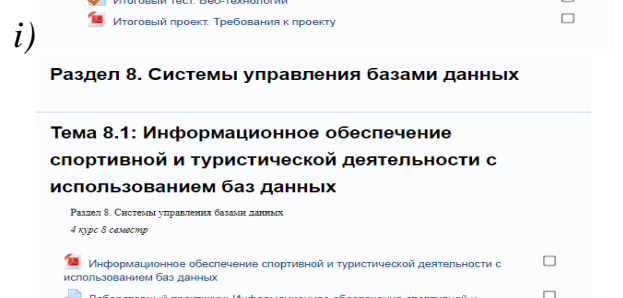 Итоговый тест. Веб-технологии
Итоговый проект. Требования к проекту
i)
Раздел 8. Системы управления базами данных
Тема 8.1: Информационное обеспечение
спортивной и туристической деятельности с
использованием баз данных
Раздел 8. Системы управления базами данных
4 курс 8 семестр
Информационное обеспечение спортивной и туристической деятельности с
использованием баз данных
Лабораторный практикум: Информационное обеспечение спортивной и